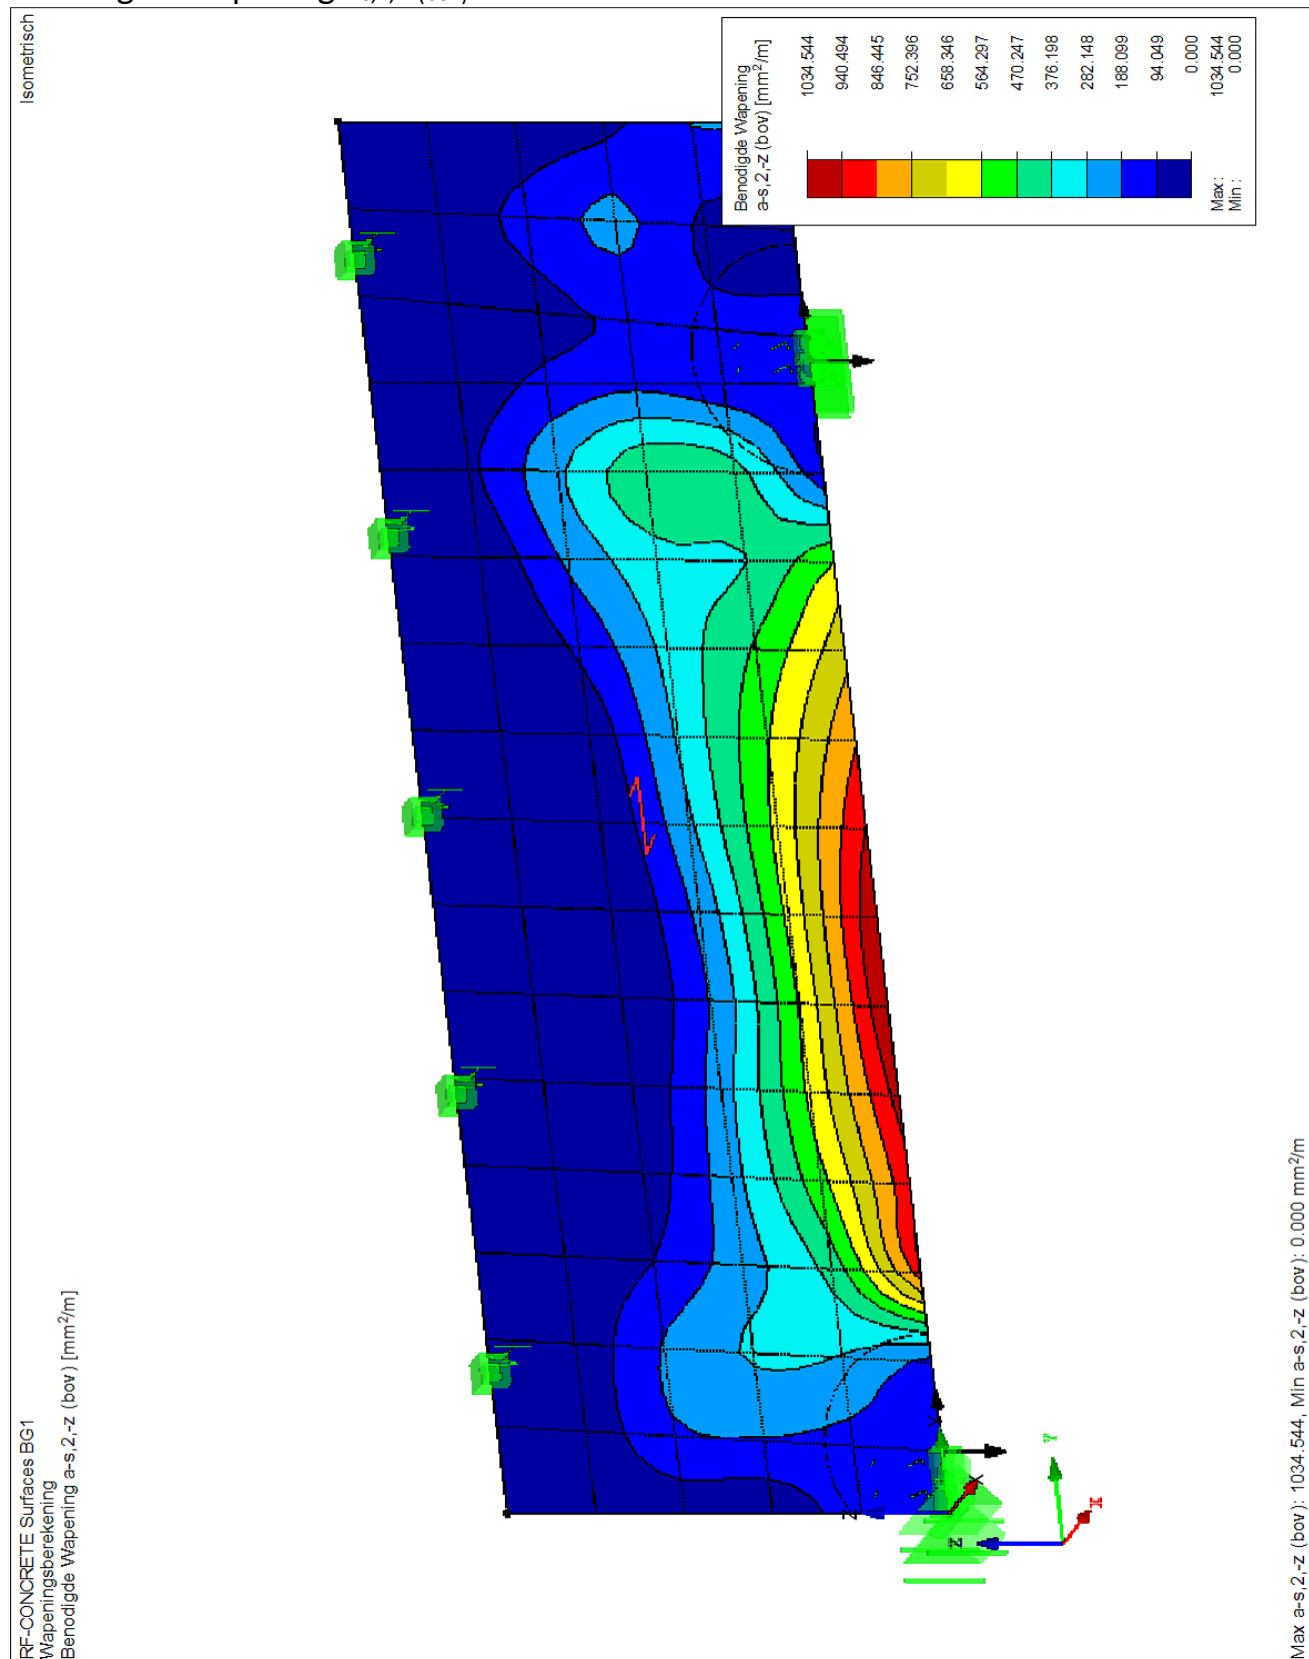 RF-CONCRETE Surfaces BG1
Wapeningsberekening
Benodigde Wapening a-s,2,-z (bov) [mm²/m]
Isometrisch
Benodigde Wapening
a-s,2,-z (bov) [mm²/m]
1034.544
940.494
846.445
752.396
658.346
564.297
470.247
376.198
282.148
188.099
94.049
0.000
Max : 1034.544
Min : 0.000
Z
Y
X
Z
Y
X
Max a-s,2,-z (bov): 1034.544, Min a-s,2,-z (bov): 0.000 mm²/m